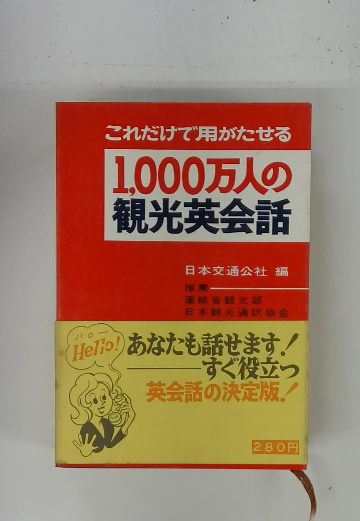 これだけで用がたせる
1,000万人の
観光英会話
日本交通公社 編
推薦
運輸省観光部
日本観光通訳協会
ハロー
Hello!
あなたも話せます!
すぐ役立つ
英会話の決定版!
280円